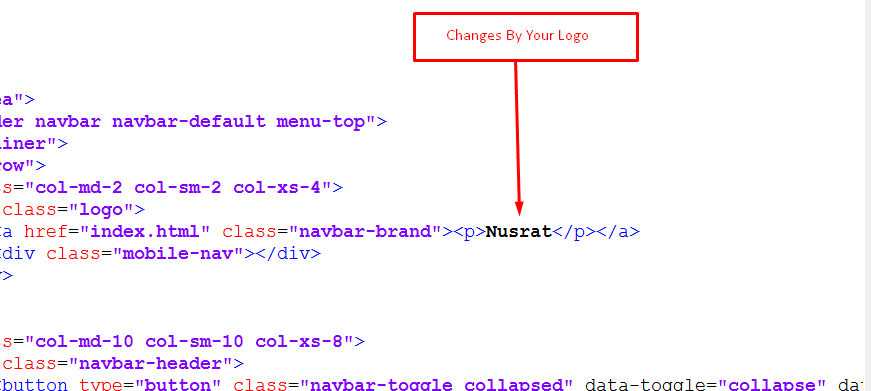 Changes By Your Logo
ea">
der navbar navbar-default menu-top">
ainer">
row">
ss="col-md-2 col-sm-2 col-xs-4">
class="logo">
a href="index.html" class="navbar-brand"><p>Nusrat</p></a>
div class="mobile-nav"></div>
>
ss="col-md-10 col-sm-10 col-xs-8">
class="navbar-header">
button type="button" class="navbar-toggle collapsed" data-toggle="collapse" dat